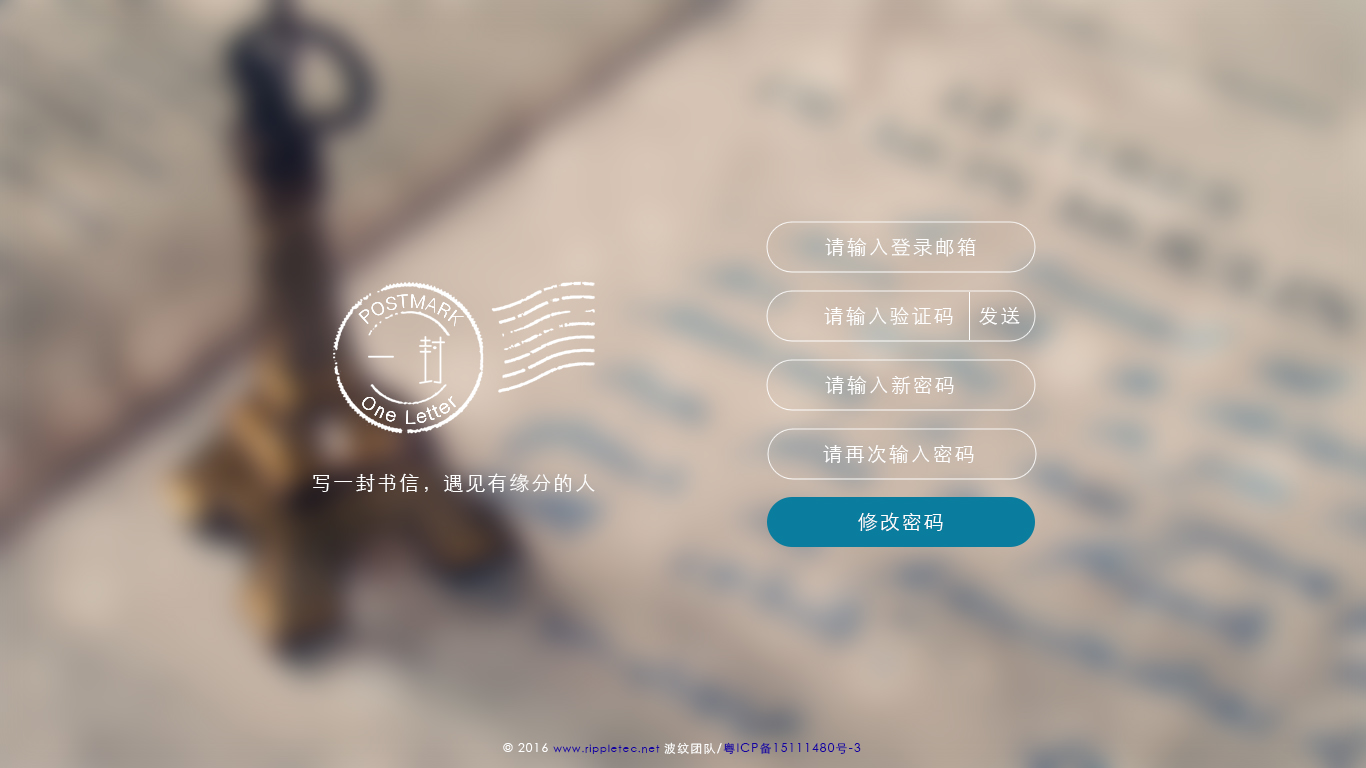 POSTMARK
一封
One Letter
写一封书信，遇见有缘分的人
请输入登录邮箱
请输入验证码 发送
请输入新密码
请再次输入密码
修改密码
© 2016 www.rippletec.net 波纹团队/粤ICP备15111480号-3